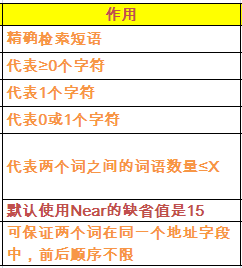 作用
精确检索短语
代表≥0个字符
代表1个字符
代表0或1个字符
代表两个词之间的词语数量≤X
默认使用Near的缺省值是15
可保证两个词在同一个地址字段
中，前后顺序不限